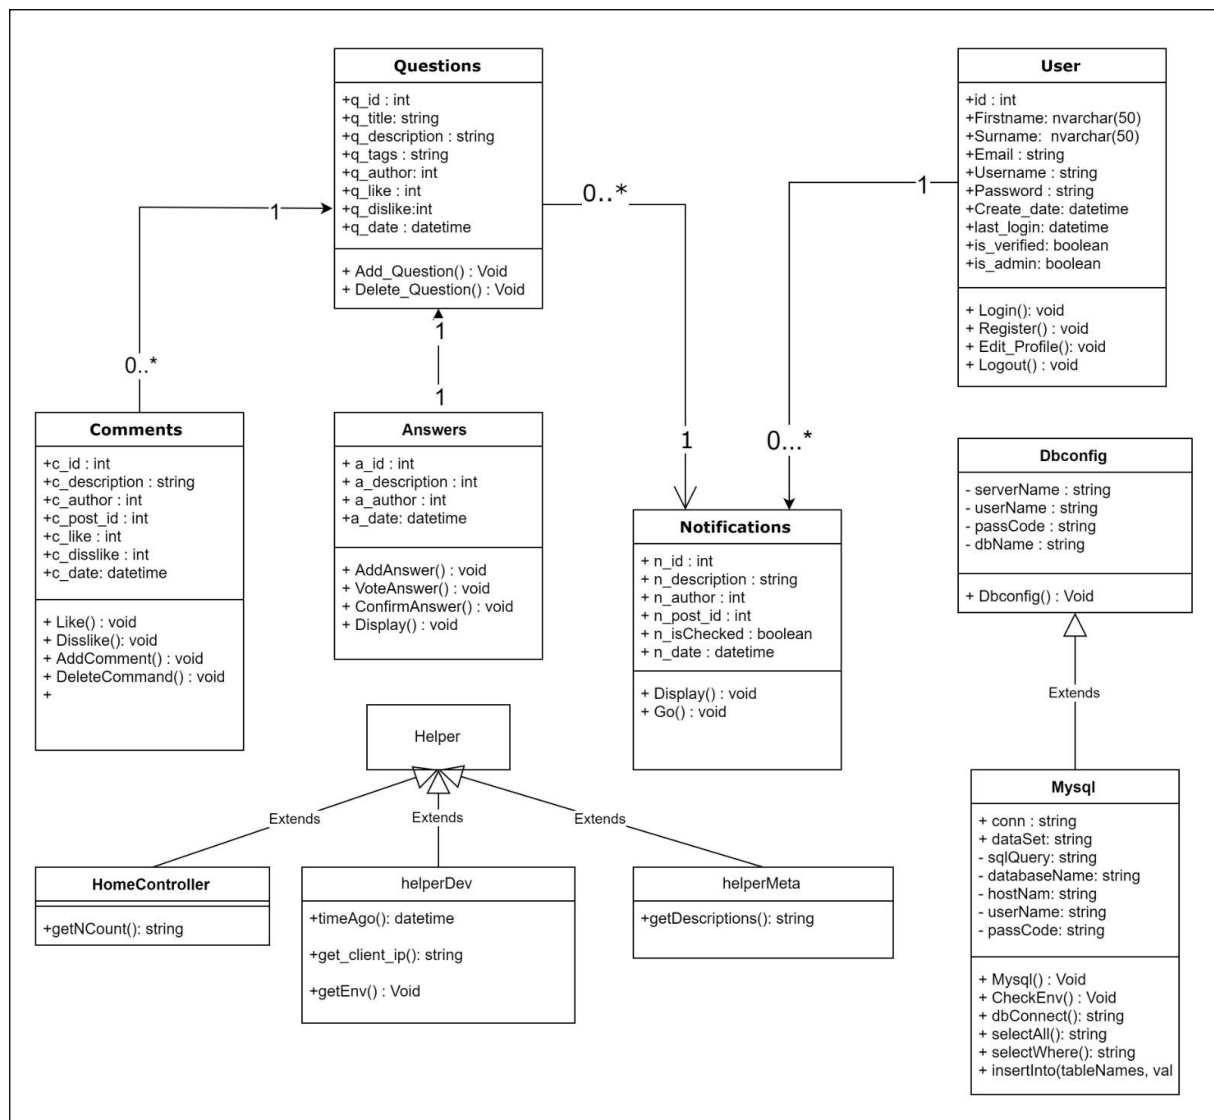 Questions
+q_id : int
+q_title: string
+q_description : string
+q_tags : string
+q_author: int
+q_like : int
+q_dislike:int
+q_date : datetime
+ Add_Question() : Void
+ Delete_Question() : Void
User
+id : int
+Firstname: nvarchar(50)
+Surname: nvarchar(50)
+Email : string
+Username : string
+Password : string
+Create_date: datetime
+last_login: datetime
+is_verified: boolean
+is_admin: boolean
+ Login(): void
+ Register() : void
+ Edit_Profile(): void
+ Logout() : void
0..*
1
1
1
0..*
1
1
0...*
Comments
+c_id : int
+c_description : string
+c_author : int
+c_post_id : int
+c_like : int
+c_disslike : int
+c_date: datetime
+ Like() : void
+ Disslike(): void
+ AddComment() : void
+ DeleteCommand() : void
+
Answers
+ a_id : int
+ a_description : int
+ a_author : int
+a_date: datetime
+ AddAnswer() : void
+ VoteAnswer() : void
+ ConfirmAnswer() : void
+ Display() : void
Notifications
+ n_id : int
+ n_description : string
+ n_author : int
+ n_post_id : int
+ n_isChecked : boolean
+ n_date : datetime
+ Display() : void
+ Go() : void
Dbconfig
- serverName : string
- userName : string
- passCode : string
- dbName : string
+ Dbconfig() : Void
Extends
Helper
Extends
Extends
Extends
HomeController
+getNCount(): string
helperDev
+timeAgo(): datetime
+get_client_ip(): string
+getEnv() : Void
helperMeta
+getDescriptions(): string
Mysql
+ conn : string
+ dataSet: string
- sqlQuery: string
- databaseName: string
- hostNam: string
- userName: string
- passCode: string
+ Mysql() : Void
+ CheckEnv() : Void
+ dbConnect(): string
+ selectAll(): string
+ selectWhere(): string
+ insertInto(tableNames, val